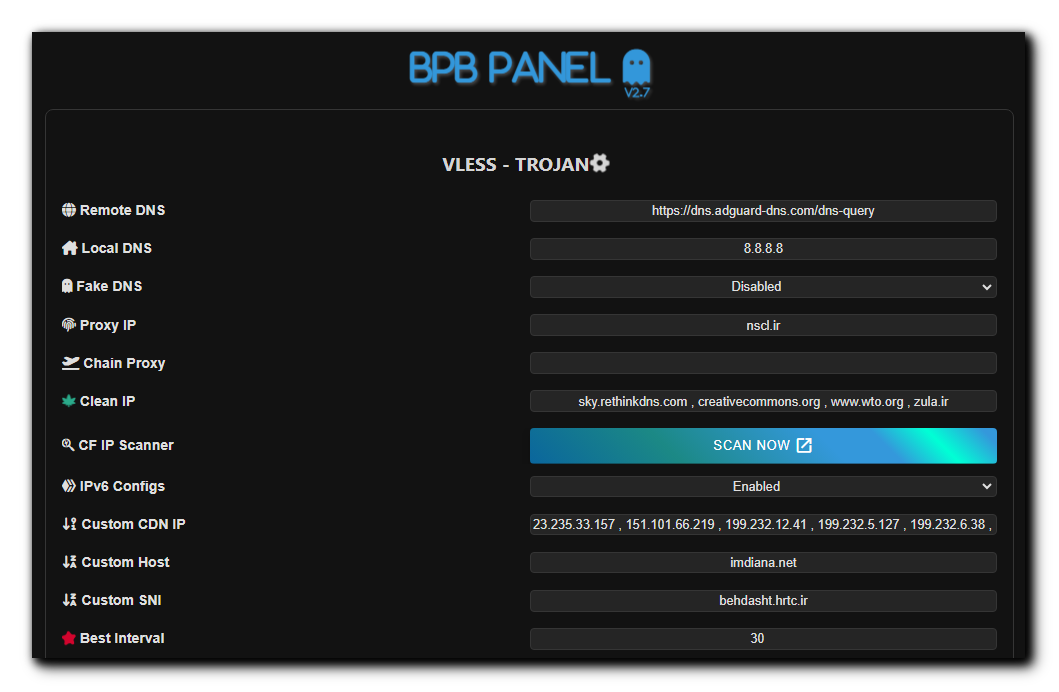 BPB PANEL
V2.7
VLESS - TROJAN
Remote DNS https://dns.adguard-dns.com/dns-query
Local DNS 8.8.8.8
Fake DNS Disabled
Proxy IP nscl.ir
Chain Proxy
Clean IP sky.rethinkdns.com , creativecommons.org , www.wto.org , zula.ir
CF IP Scanner SCAN NOW
IPv6 Configs Enabled
Custom CDN IP 23.235.33.157 , 151.101.66.219 , 199.232.12.41 , 199.232.5.127 , 199.232.6.38 ,
Custom Host imdiana.net
Custom SNI behdasht.hrtc.ir
Best Interval 30